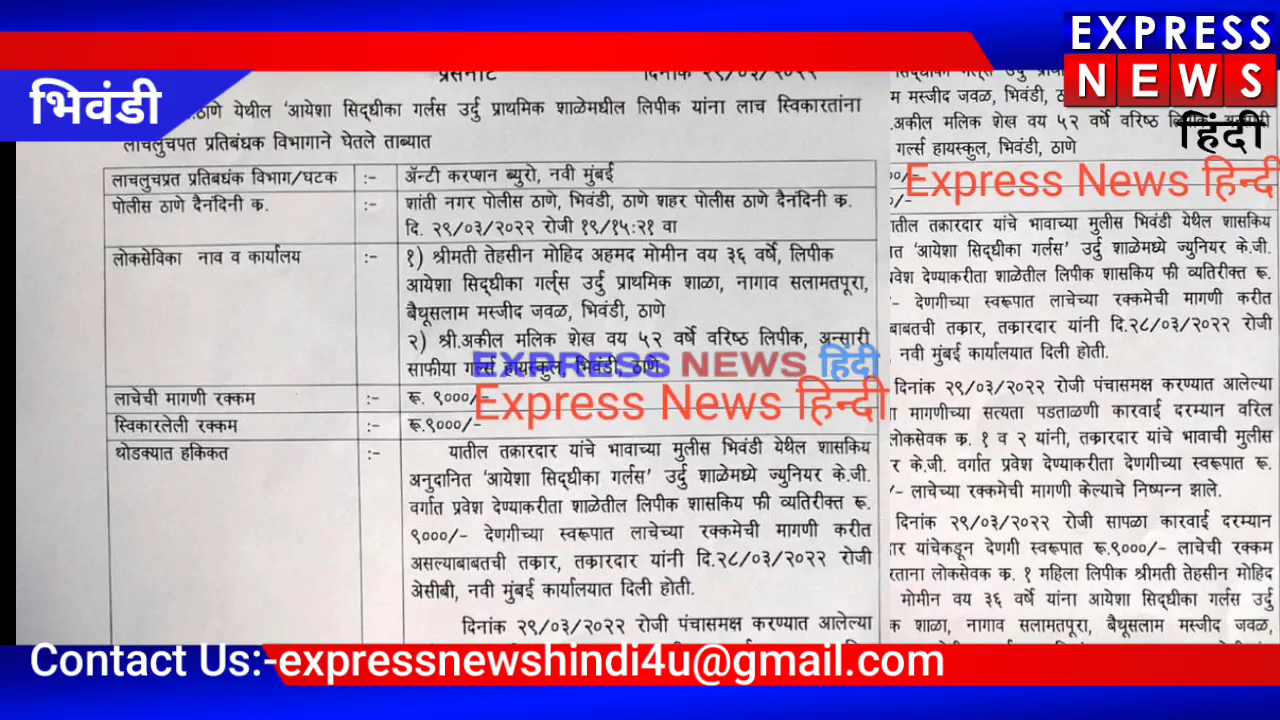 EXPRESS
NEWS
हिंदी
भिवंडी
प्रेसनोट दिनांक २९/०३/२०२२
ठाणे येथील 'आयेशा सिद्धीका गर्लस उर्दु प्राथमिक शाळेमधील लिपीक यांना लाच स्विकारतांना
लाचलुचपत प्रतिबंधक विभागाने घेतले ताब्यात
लाचलुचप्रत प्रतिबधंक विभाग/घटक :- ॲन्टी करप्शन ब्युरो, नवी मुंबई
पोलीस ठाणे दैनंदिनी क्र. :- शांती नगर पोलीस ठाणे, भिवंडी, ठाणे शहर पोलीस ठाणे दैनंदिनी क्र.
दि. २९/०३/२०२२ रोजी १९/१५:२१ वा
लोकसेविका नाव व कार्यालय :- १) श्रीमती तेहसीन मोहिद अहमद मोमीन वय ३६ वर्षे, लिपीक
आयेशा सिद्धीका गर्ल्स उर्दु प्राथमिक शाळा, नागाव सलामतपूरा,
बैथूसलाम मस्जीद जवळ, भिवंडी, ठाणे
२) श्री.अकील मलिक शेख वय ५२ वर्षे वरिष्ठ लिपीक, अन्सारी
साफीया गर्ल्स हायस्कुल, भिवंडी, ठाणे
EXPRESS NEWS हिंदी
लाचेची मागणी रक्कम :- रू. ९०००/-
Express News हिन्दी
स्विकारलेली रक्कम :- रू.९०००/-
थोडक्यात हकिकत :- यातील तक्रारदार यांचे भावाच्या मुलीस भिवंडी येथील शासकिय
अनुदानित 'आयेशा सिद्धीका गर्लस' उर्दु शाळेमध्ये ज्युनियर के.जी.
वर्गात प्रवेश देण्याकरीता शाळेतील लिपीक शासकिय फी व्यतिरीक्त रू.
९०००/- देणगीच्या स्वरूपात लाचेच्या रक्कमेची मागणी करीत
असल्याबाबतची तक्रार, तक्रारदार यांनी दि.२८/०३/२०२२ रोजी
एसीबी, नवी मुंबई कार्यालयात दिली होती.
दिनांक २९/०३/२०२२ रोजी पंचासमक्ष करण्यात आलेल्या
म मस्जीद जवळ, भिवंडी,
.अकील मलिक शेख वय ५२ वर्षे वरिष्ठ लिपीक, अन्सारी
गर्ल्स हायस्कुल, भिवंडी, ठाणे
Express News हिन्दी
यातील तक्रारदार यांचे भावाच्या मुलीस भिवंडी येथील शासकिय
त 'आयेशा सिद्धीका गर्लस' उर्दु शाळेमध्ये ज्युनियर के.जी.
प्रवेश देण्याकरीता शाळेतील लिपीक शासकिय फी व्यतिरीक्त रू.
/- देणगीच्या स्वरूपात लाचेच्या रक्कमेची मागणी करीत
बाबतची तक्रार, तक्रारदार यांनी दि.२८/०३/२०२२ रोजी
नवी मुंबई कार्यालयात दिली होती.
दिनांक २९/०३/२०२२ रोजी पंचासमक्ष करण्यात आलेल्या
मागणीच्या सत्यता पडताळणी कारवाई दरम्यान वरिल
लोकसेवक क. १ व २ यांनी, तक्रारदार यांचे भावाची मुलीस
र के.जी. वर्गात प्रवेश देण्याकरीता देणगीच्या स्वरूपात रू.
/- लाचेच्या रक्कमेची मागणी केल्याचे निष्पन्न झाले.
दिनांक २९/०३/२०२२ रोजी सापळा कारवाई दरम्यान
ार यांचेकडून देणगी स्वरूपात रू.९०००/- लाचेची रक्कम
रताना लोकसेवक क. १ महिला लिपीक श्रीमती तेहसीन मोहिद
मोमीन वय ३६ वर्षे यांना आयेशा सिद्धीका गर्ल्स उर्दु
क शाळा, नागाव सलामतपूरा, बैथूसलाम मस्जीद जवळ,
Contact Us:-expressnewshindi4u@gmail.com